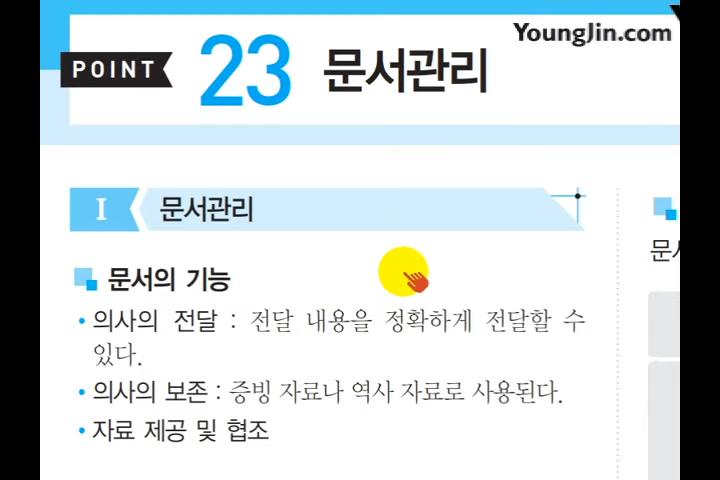 YoungJin.com
POINT 23 문서관리
I 문서관리
문서의 기능
• 의사의 전달 : 전달 내용을 정확하게 전달할 수
있다.
• 의사의 보존 : 증빙 자료나 역사 자료로 사용된다.
• 자료 제공 및 협조